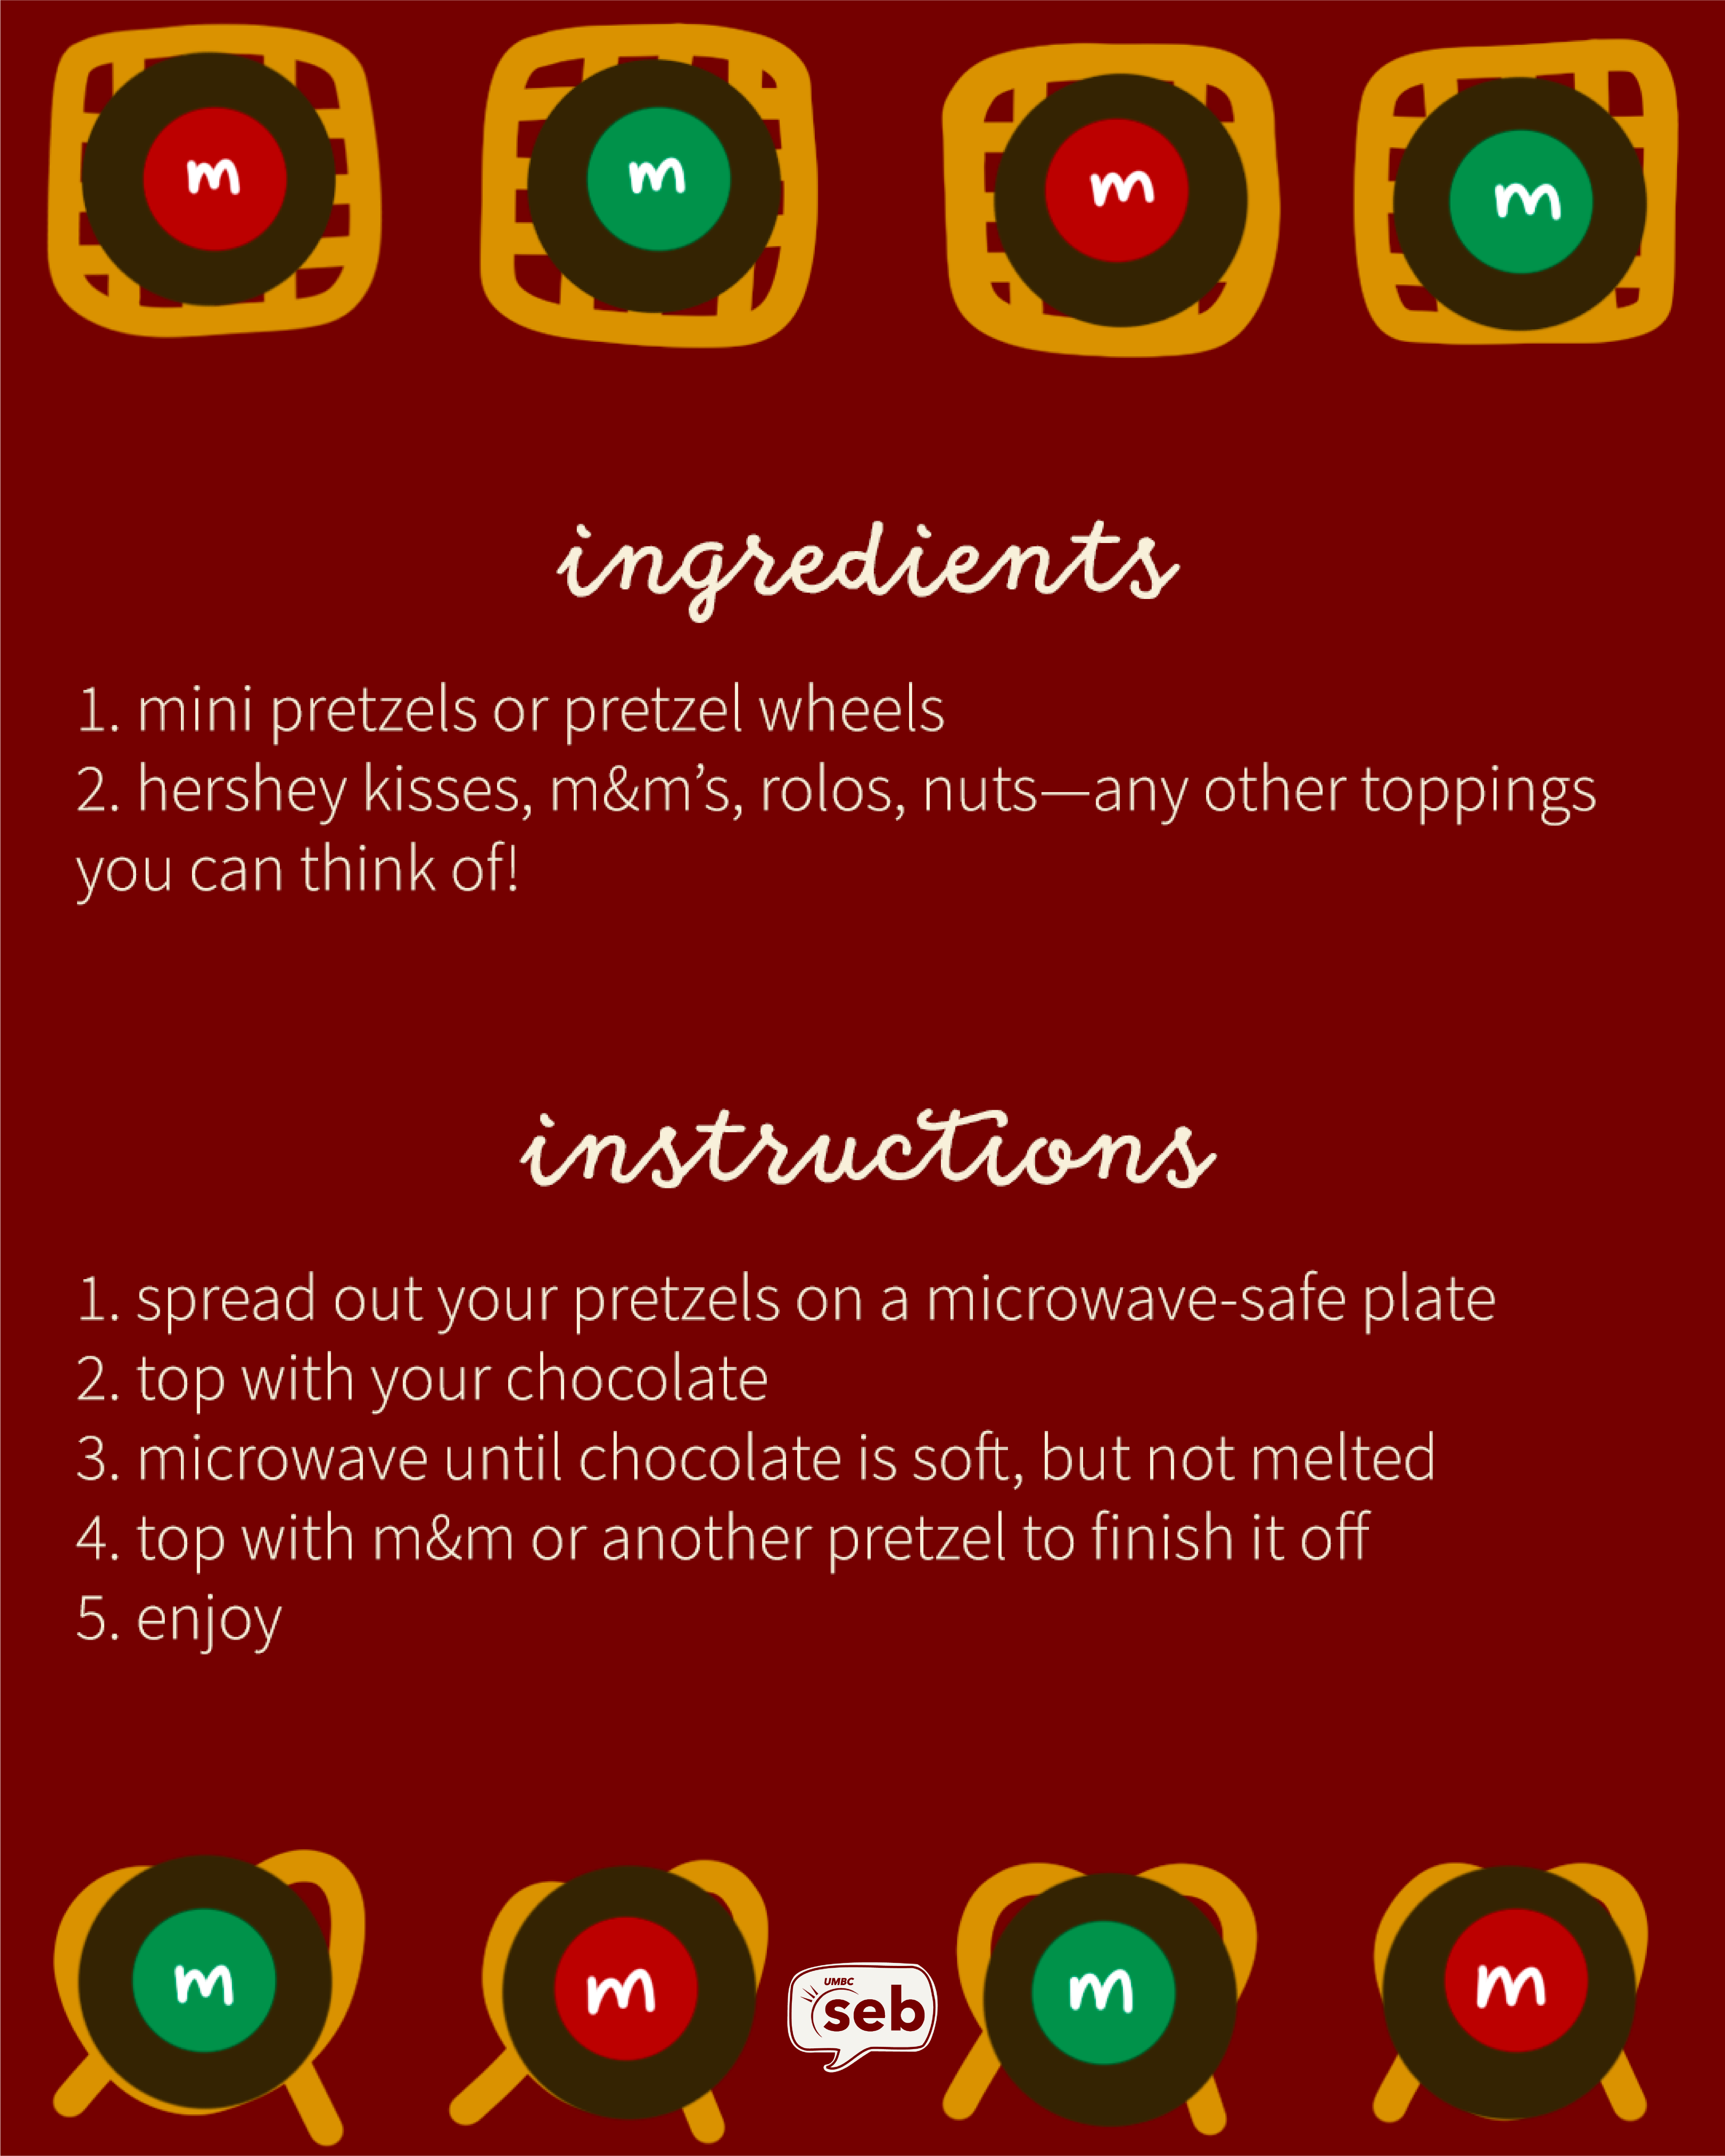 m m m m
ingredients
1. mini pretzels or pretzel wheels
2. hershey kisses, m&m’s, rolos, nuts—any other toppings
you can think of!
instructions
1. spread out your pretzels on a microwave-safe plate
2. top with your chocolate
3. microwave until chocolate is soft, but not melted
4. top with m&m or another pretzel to finish it off
5. enjoy
m m m m
UMBC
seb